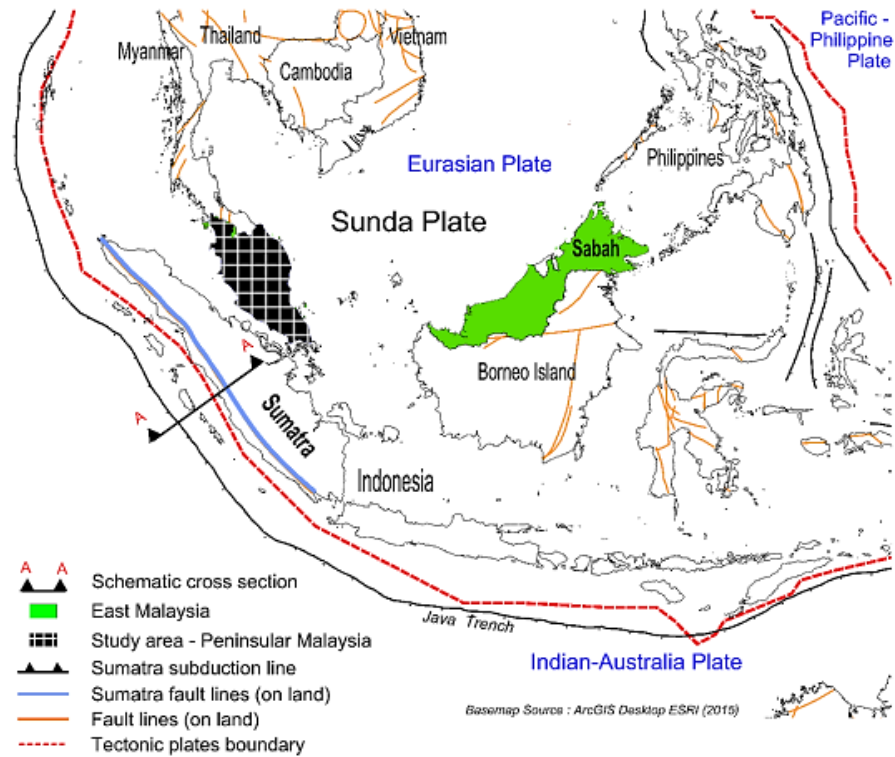 Pacific -
Philippine
Plate
Myanmar
Thailand
Vietnam
Cambodia
Eurasian Plate
Philippines
Sunda Plate
Sabah
A
Borneo Island
A
Sumatra
Indonesia
A A
Schematic cross section
East Malaysia
Study area - Peninsular Malaysia
Sumatra subduction line
Sumatra fault lines (on land)
Fault lines (on land)
Tectonic plates boundary
Java Trench
Indian-Australia Plate
Basemap Source : ArcGIS Desktop ESRI (2015)